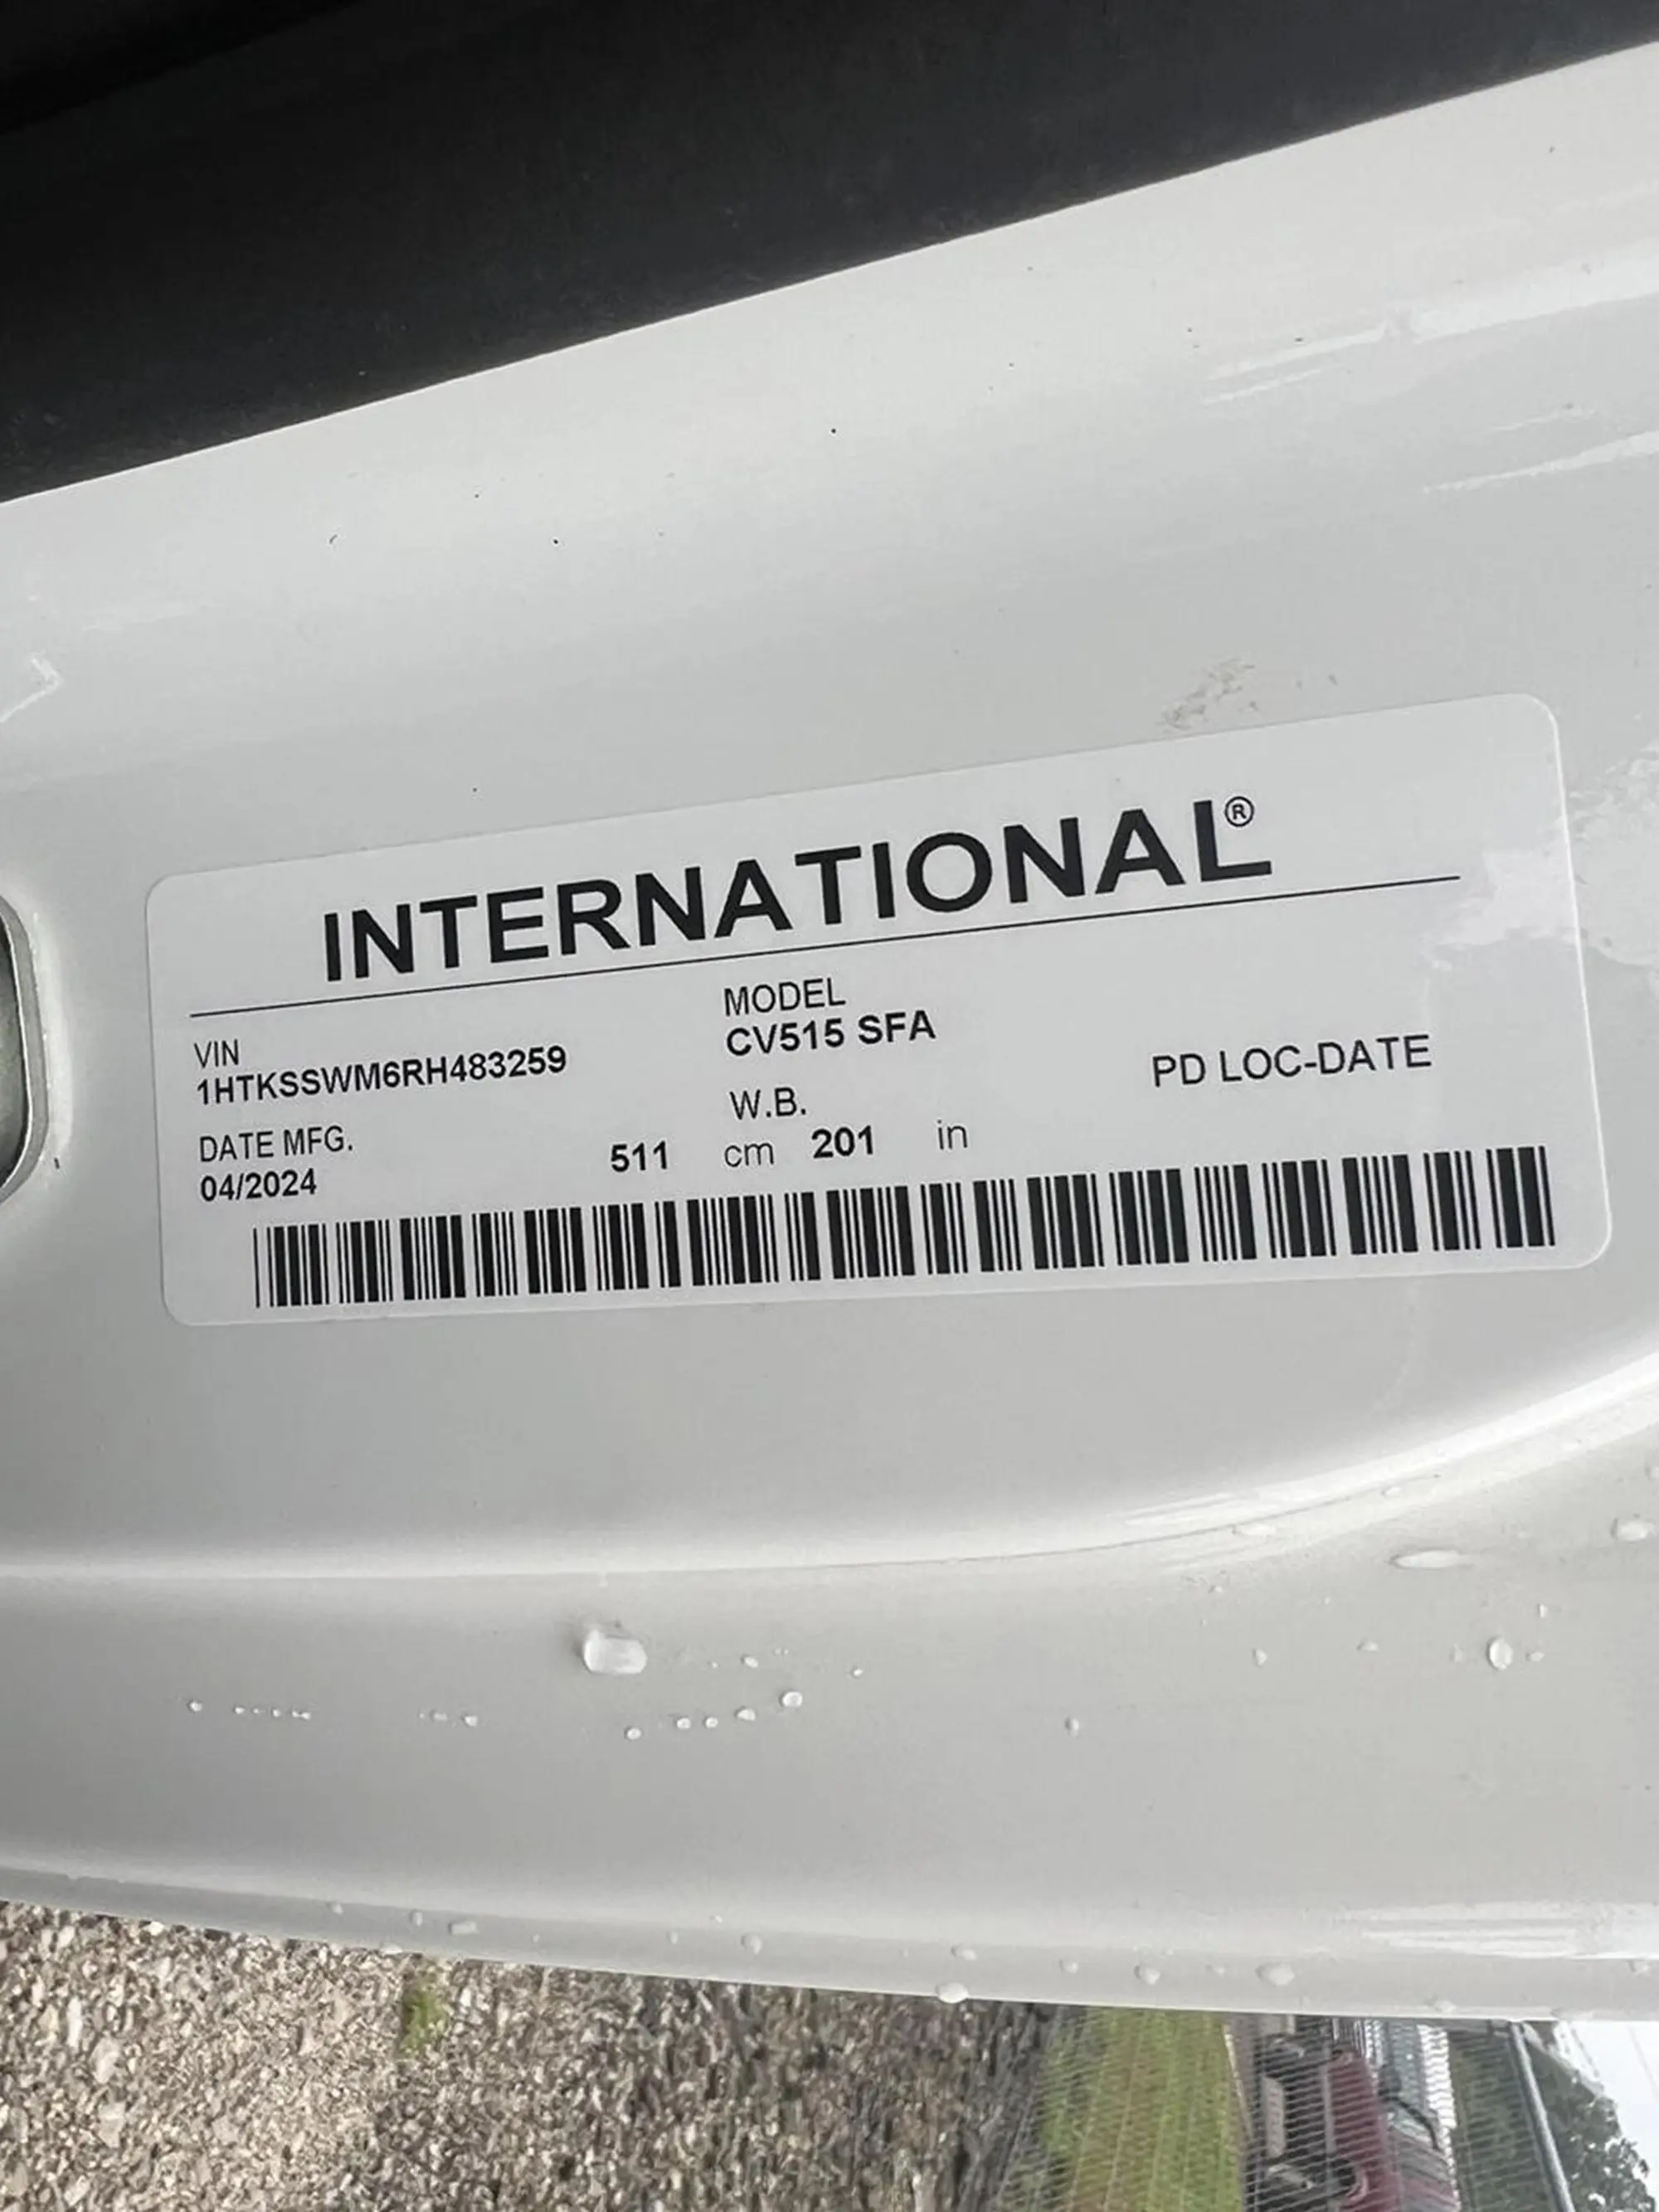 INTERNATIONAL®
VIN
1HTKSSWM6RH483259
MODEL
CV515 SFA
DATE MFG.
04/2024
W.B.
511 cm 201 in
PD LOC-DATE